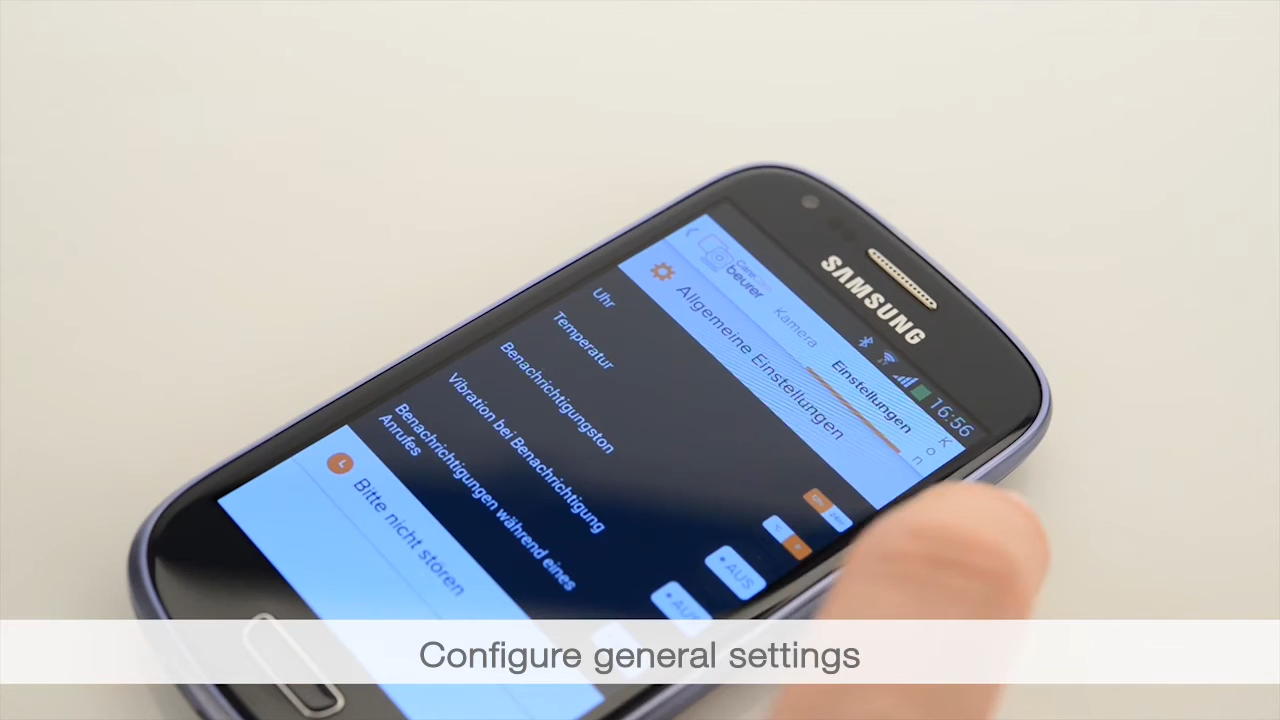 SAMSUNG
16:56
beurer
Kamera
Einstellungen
K
o
n
Allgemeine Einstellungen
Uhr
Temperatur
Benachrichtigungston
AUS
Vibration bei Benachrichtigung
AUS
Benachrichtigungen während eines
Anrufes
Bitte nicht stören
Configure general settings